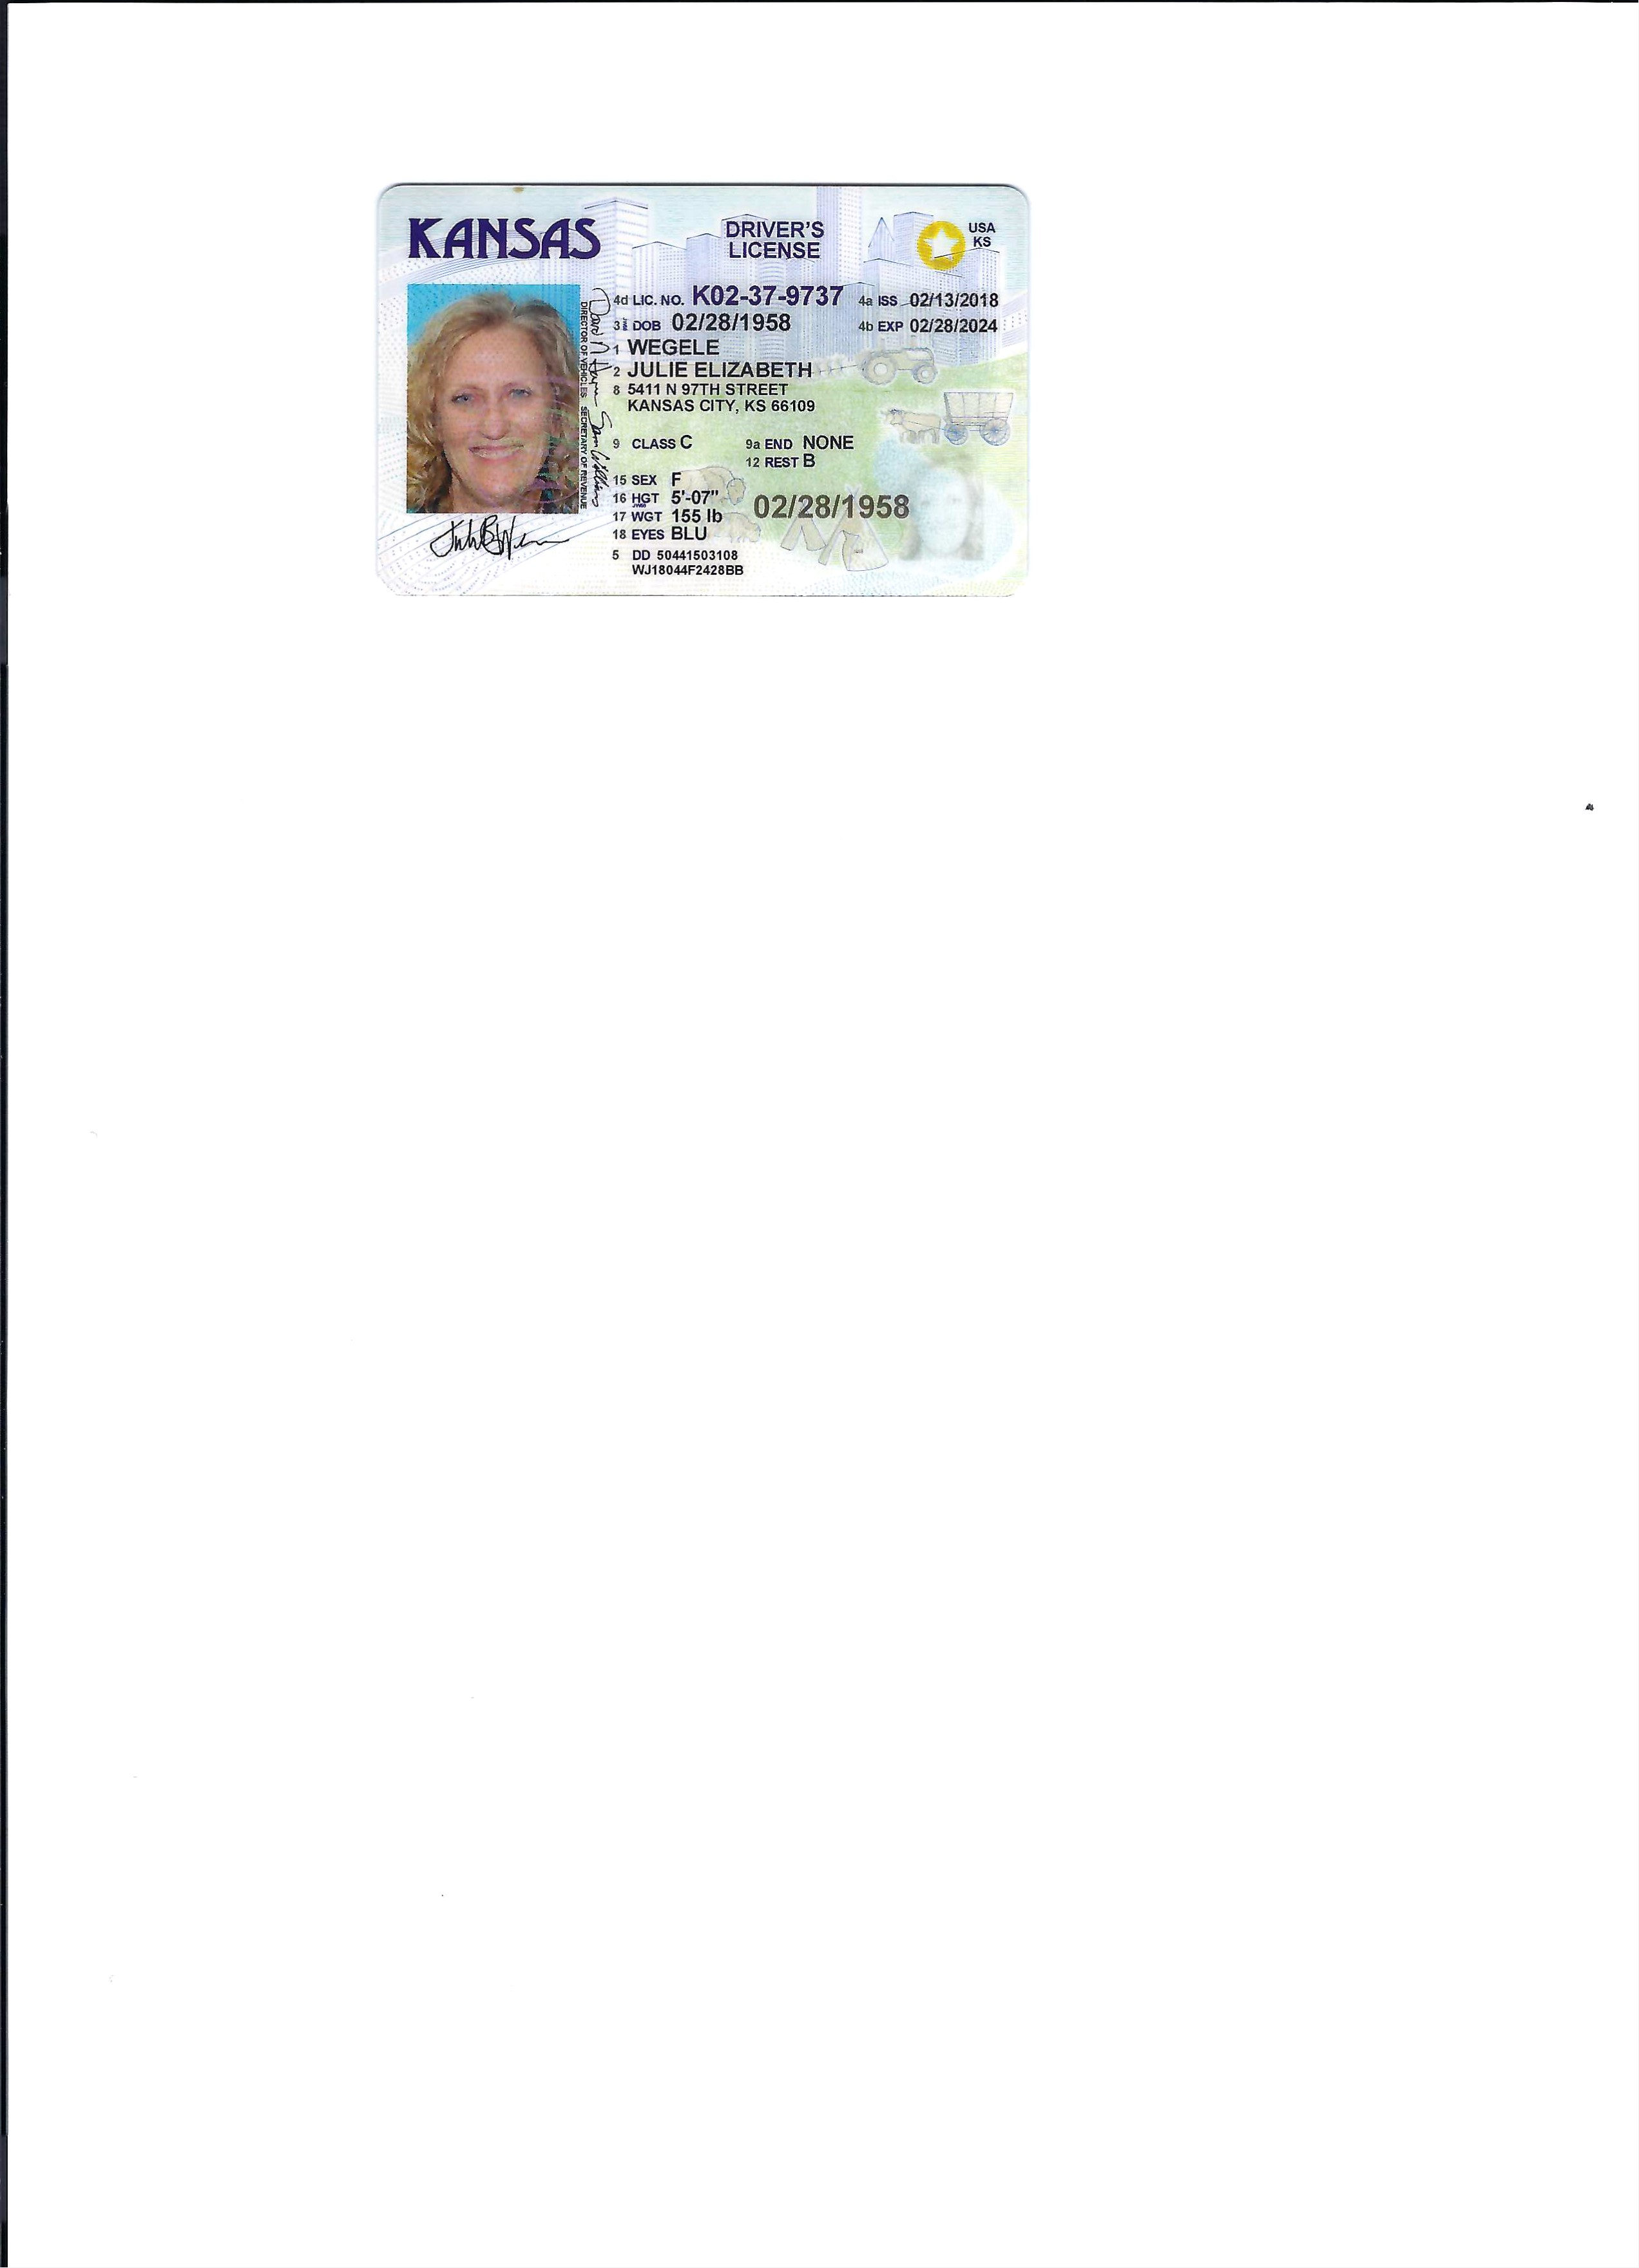 KANSAS
DRIVER'S
LICENSE
USA
KS
4d LIC. NO. K02-37-9737 4a ISS 02/13/2018
3 DOB 02/28/1958 4b EXP 02/28/2024
1 WEGELE
2 JULIE ELIZABETH
8 5411 N 97TH STREET
KANSAS CITY, KS 66109
9 CLASS C 9a END NONE
12 REST B
15 SEX F
16 HGT 5'-07"
17 WGT 155 lb
18 EYES BLU
02/28/1958
5 DD 50441503108
WJ18044F2428BB
DIRECTOR OF VEHICLES SECRETARY OF REVENUE